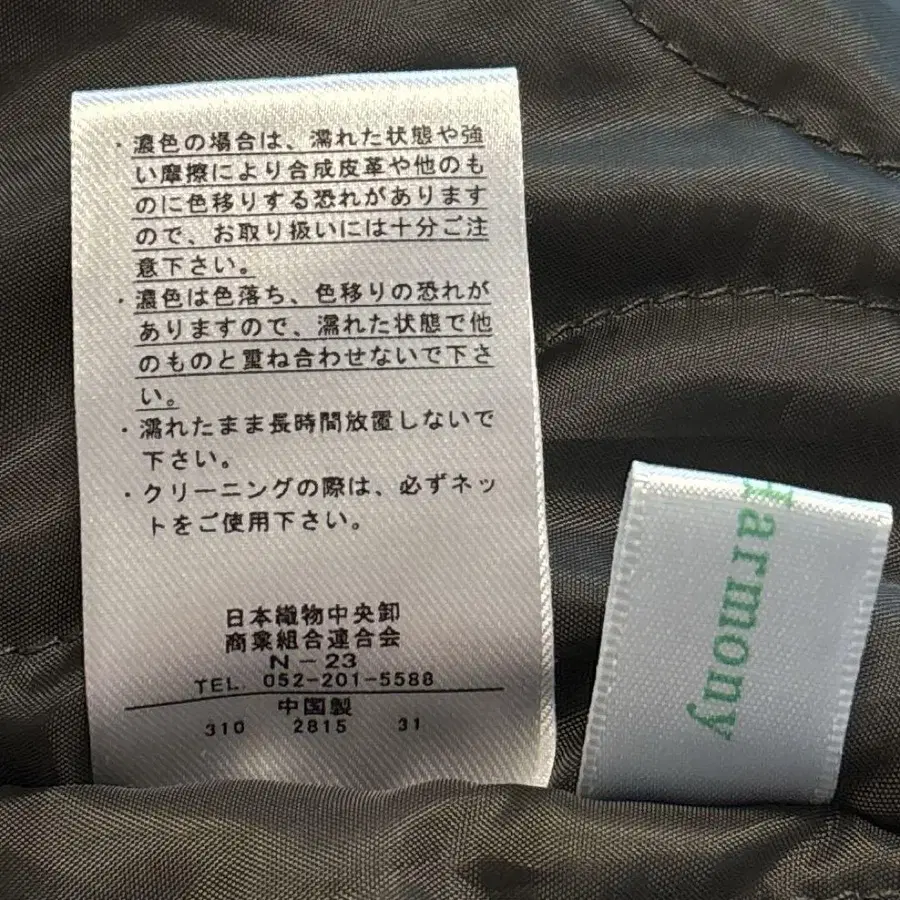 ・濃色の場合は、濡れた状態や強
い摩擦により合成皮革や他のも
のに色移りする恐れがあります
ので、お取り扱いには十分ご注
意下さい。
・濃色は色落ち、色移りの恐れが
ありますので、濡れた状態で他
のものと重ね合わせないで下さ
い。
・濡れたまま長時間放置しないで
下さい。
・クリーニングの際は、必ずネッ
トをご使用下さい。
日本織物中央卸
商業組合連合会
N-23
TEL. 052-201-5588
中国製
310 2815 31
armony